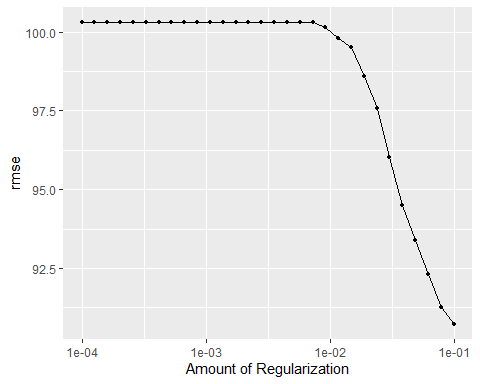 100.0
97.5
95.0
92.5
rmse
1e-04
1e-03
1e-02
1e-01
Amount of Regularization